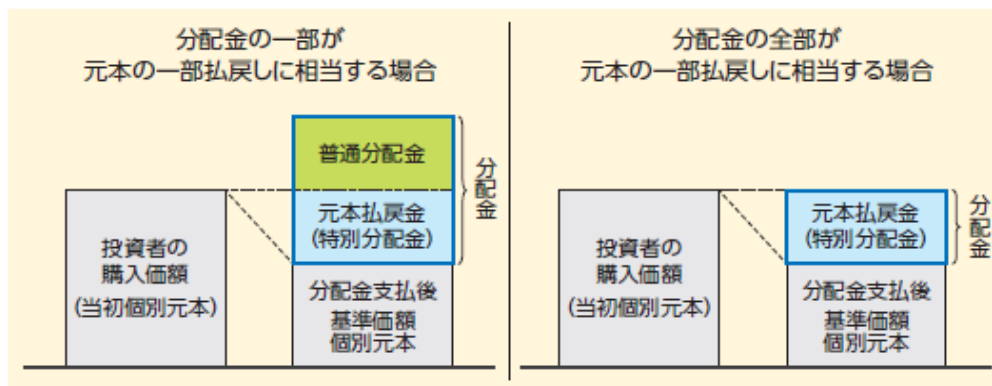 分配金の一部が
元本の一部払戻しに相当する場合
普通分配金
元本払戻金
(特別分配金)
分配金
投資者の
購入価額
(当初個別元本)
分配金支払後
基準価額
個別元本
分配金の全部が
元本の一部払戻しに相当する場合
元本払戻金
(特別分配金)
分配金
投資者の
購入価額
(当初個別元本)
分配金支払後
基準価額
個別元本